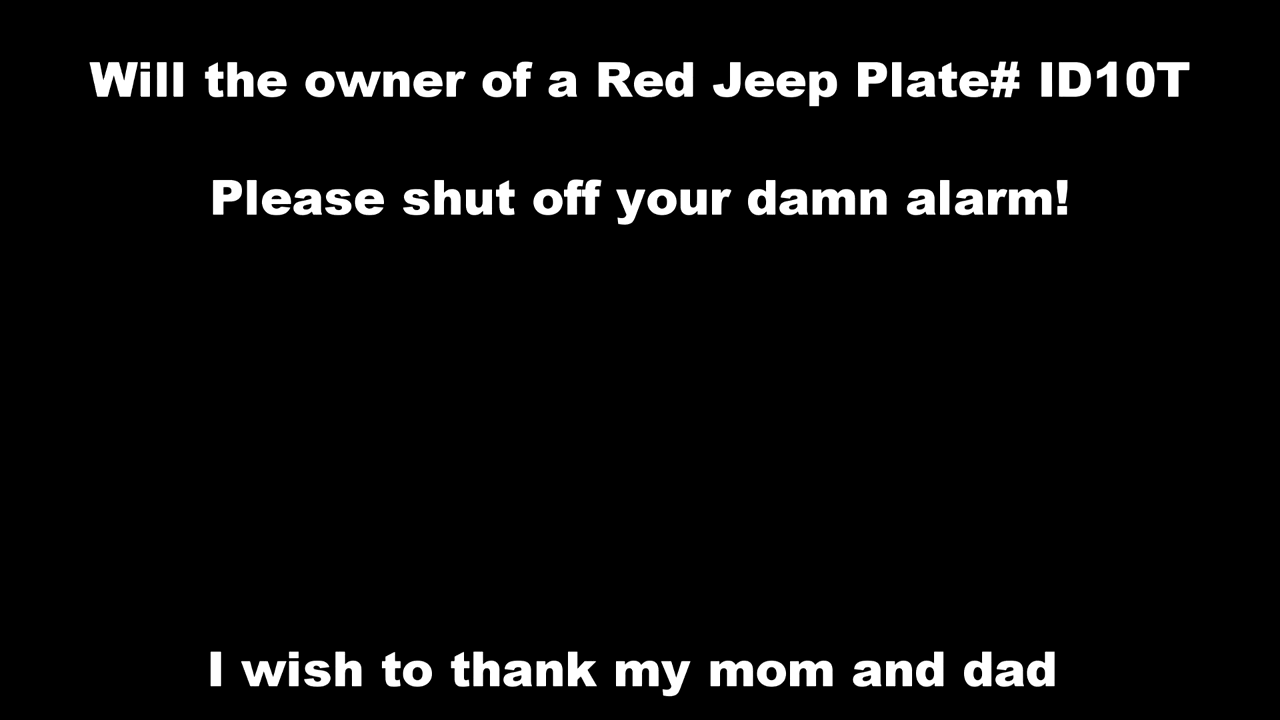 Will the owner of a Red Jeep Plate# ID10T
Please shut off your damn alarm!
I wish to thank my mom and dad